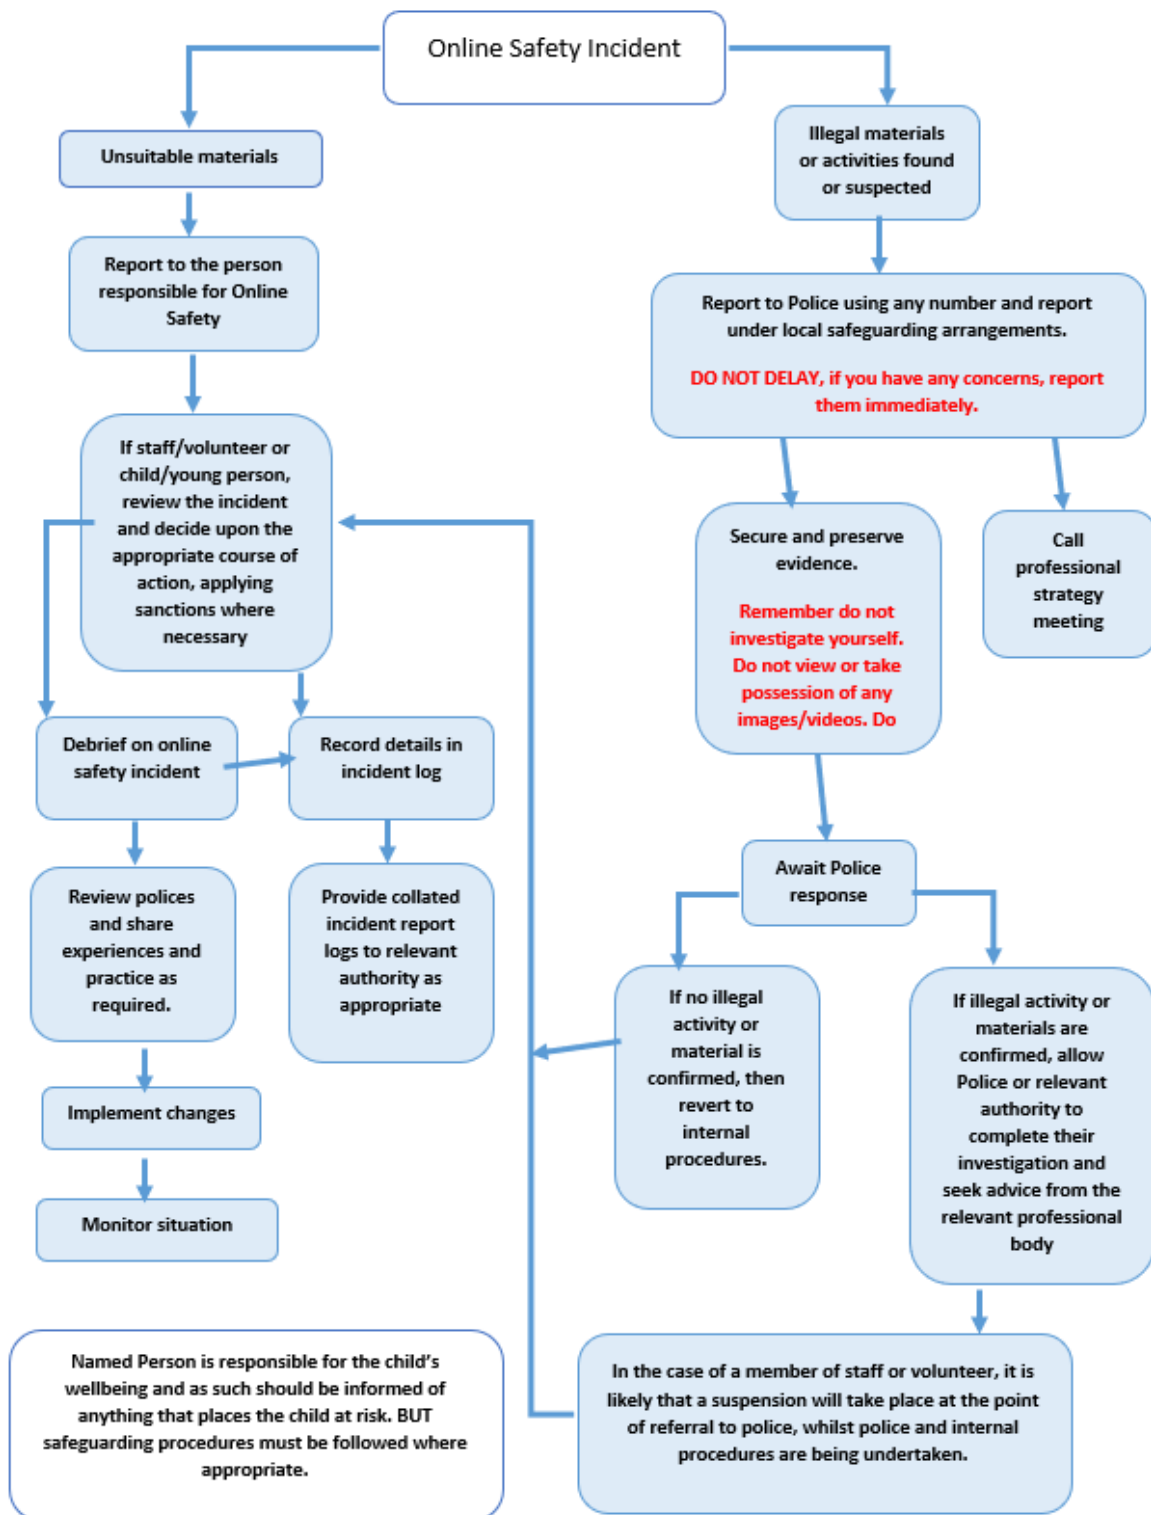 Online Safety Incident
Unsuitable materials
Report to the person
responsible for Online
Safety
If staff/volunteer or
child/young person,
review the incident
and decide upon the
appropriate course of
action, applying
sanctions where
necessary
Debrief on online
safety incident
Record details in
incident log
Review polices
and share
experiences and
practice as
required.
Provide collated
incident report
logs to relevant
authority as
appropriate
Implement changes
Monitor situation
Illegal materials
or activities found
or suspected
Report to Police using any number and report
under local safeguarding arrangements.
DO NOT DELAY, if you have any concerns, report
them immediately.
Secure and preserve
evidence.
Remember do not
investigate yourself.
Do not view or take
possession of any
images/videos. Do
Call
professional
strategy
meeting
Await Police
response
If no illegal
activity or
material is
confirmed, then
revert to
internal
procedures.
If illegal activity or
materials are
confirmed, allow
Police or relevant
authority to
complete their
investigation and
seek advice from the
relevant professional
body
In the case of a member of staff or volunteer, it is
likely that a suspension will take place at the point
of referral to police, whilst police and internal
procedures are being undertaken.
Named Person is responsible for the child's
wellbeing and as such should be informed of
anything that places the child at risk. BUT
safeguarding procedures must be followed where
appropriate.